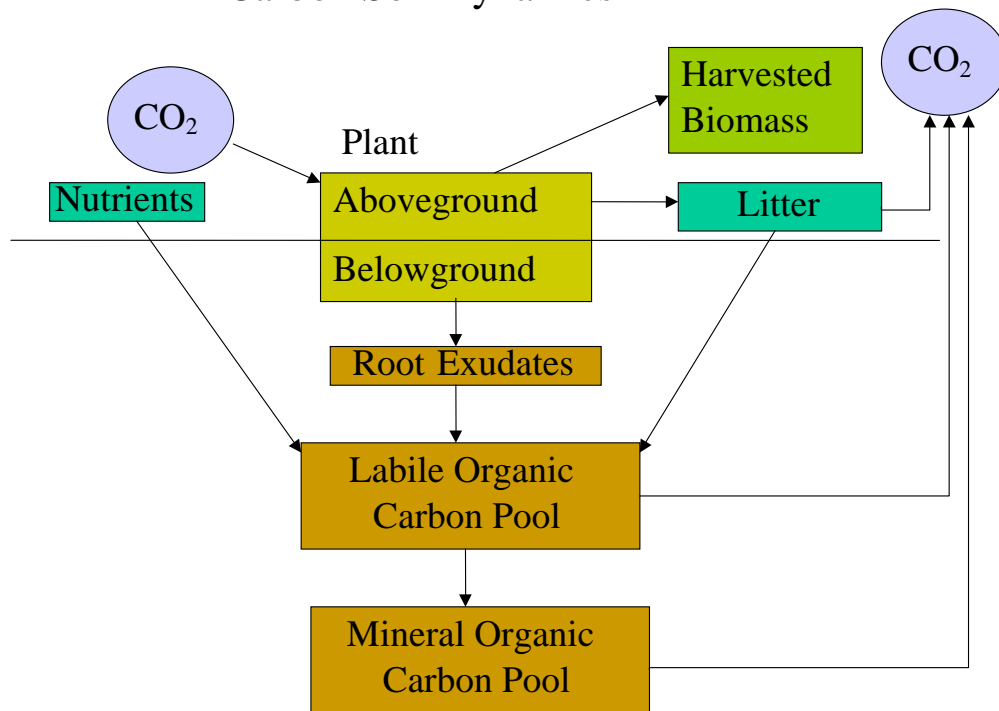 CO₂
Harvested
Biomass
CO₂
Plant
Nutrients
Aboveground
Litter
Belowground
Root Exudates
Labile Organic
Carbon Pool
Mineral Organic
Carbon Pool